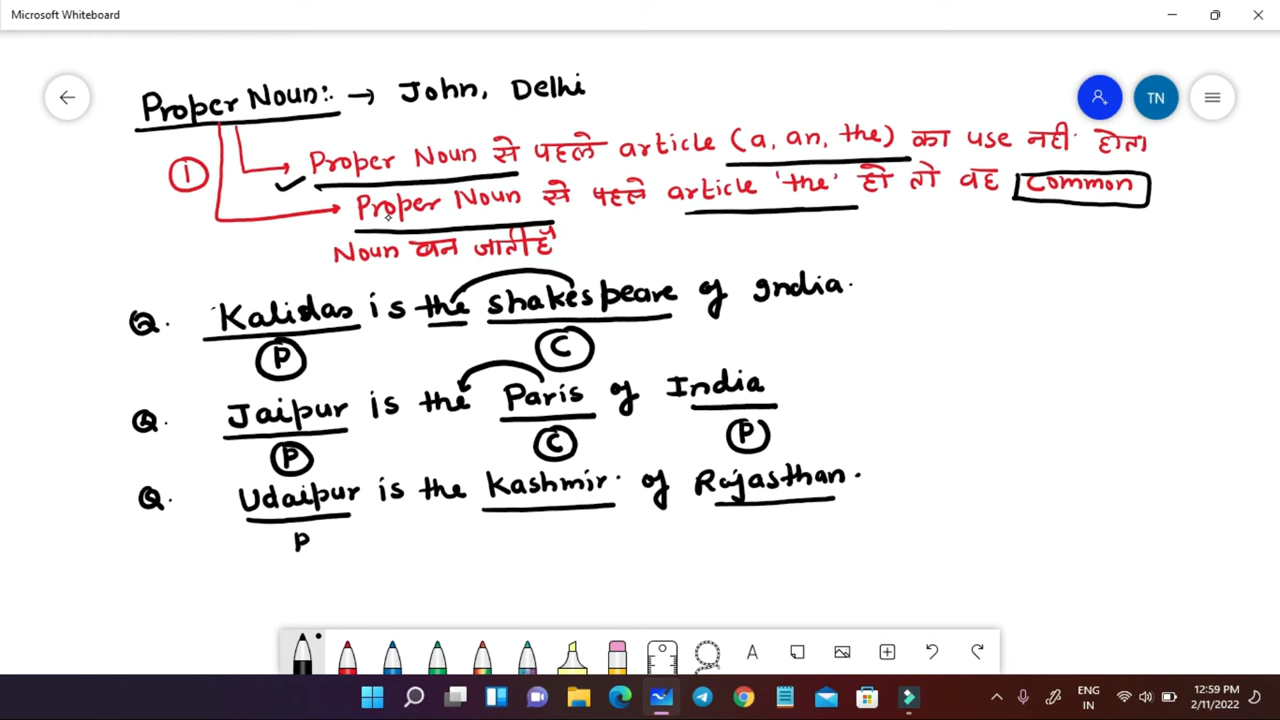 Microsoft Whiteboard
Proper Noun:- → John, Delhi
TN
① Proper Noun से पहले article (a, an, the) का use नही होता
Proper Noun से पहले article 'the' हो तो वह Common
Noun बन जाती है
Q. Kalidas is the shakespeare of India.
P C
Q. Jaipur is the Paris of India
P C P
Q. Udaipur is the Kashmir. of Rajasthan.
P
A
ENG
IN
12:59 PM
2/11/2022